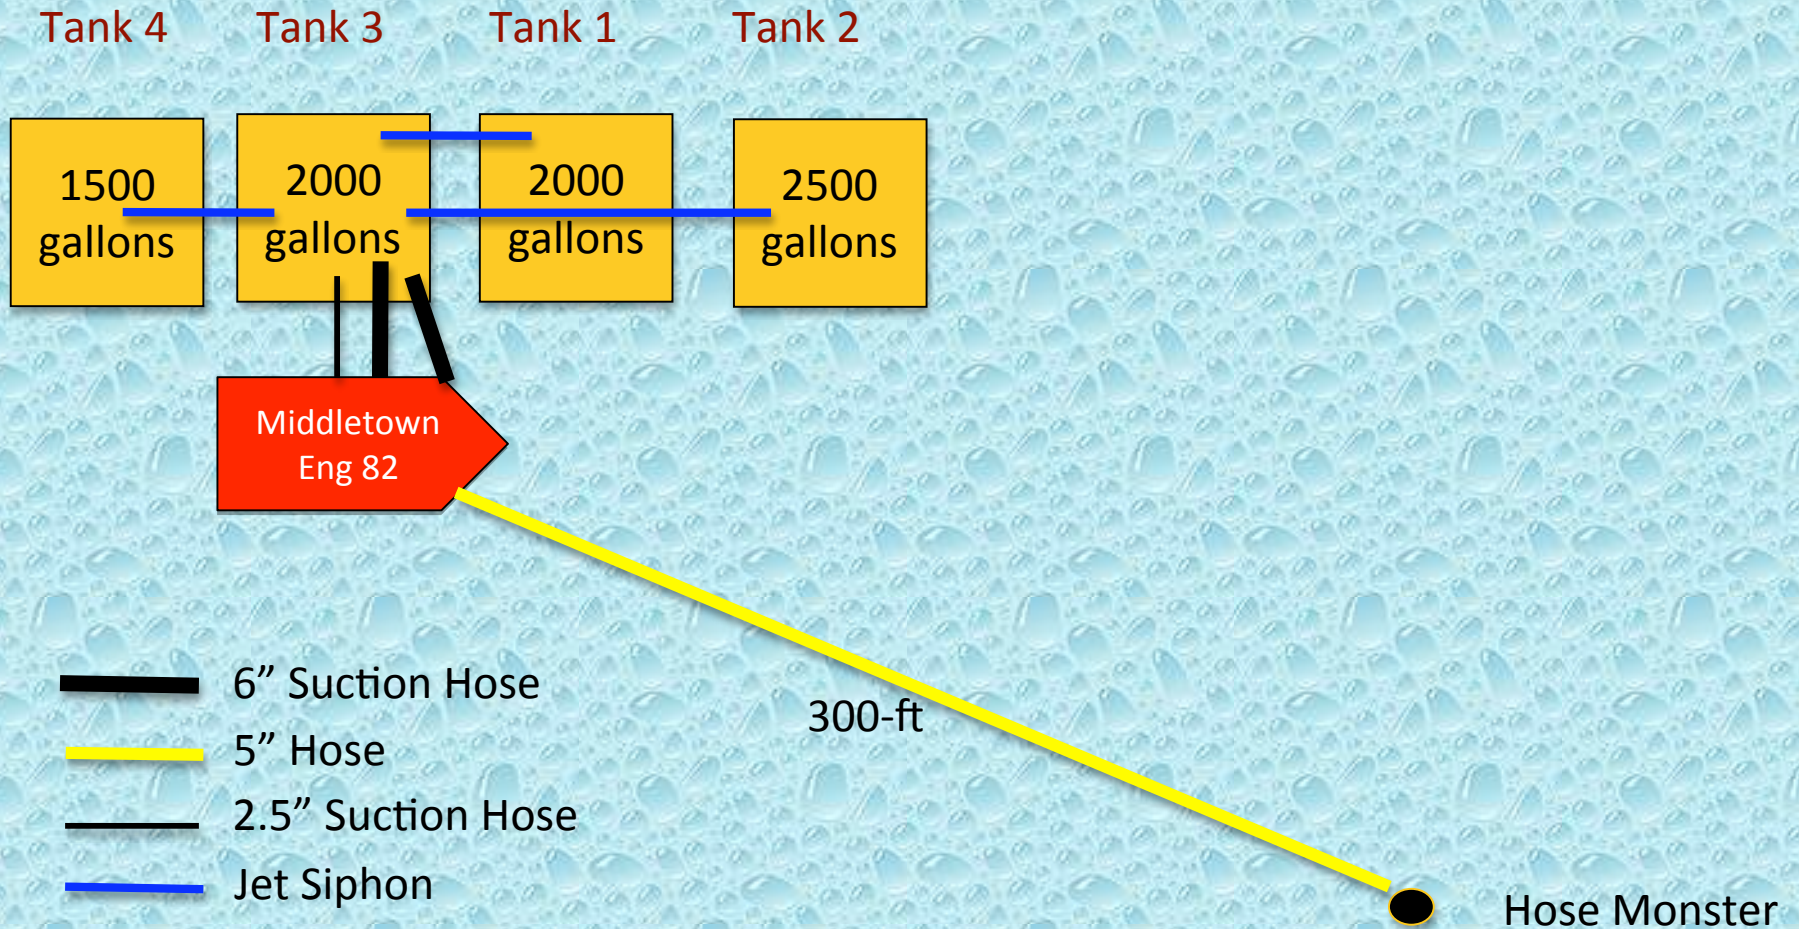 Tank 4
Tank 3
Tank 1
Tank 2
1500
gallons
2000
gallons
2000
gallons
2500
gallons
Middletown
Eng 82
6” Suction Hose
5” Hose
2.5” Suction Hose
Jet Siphon
300-ft
Hose Monster